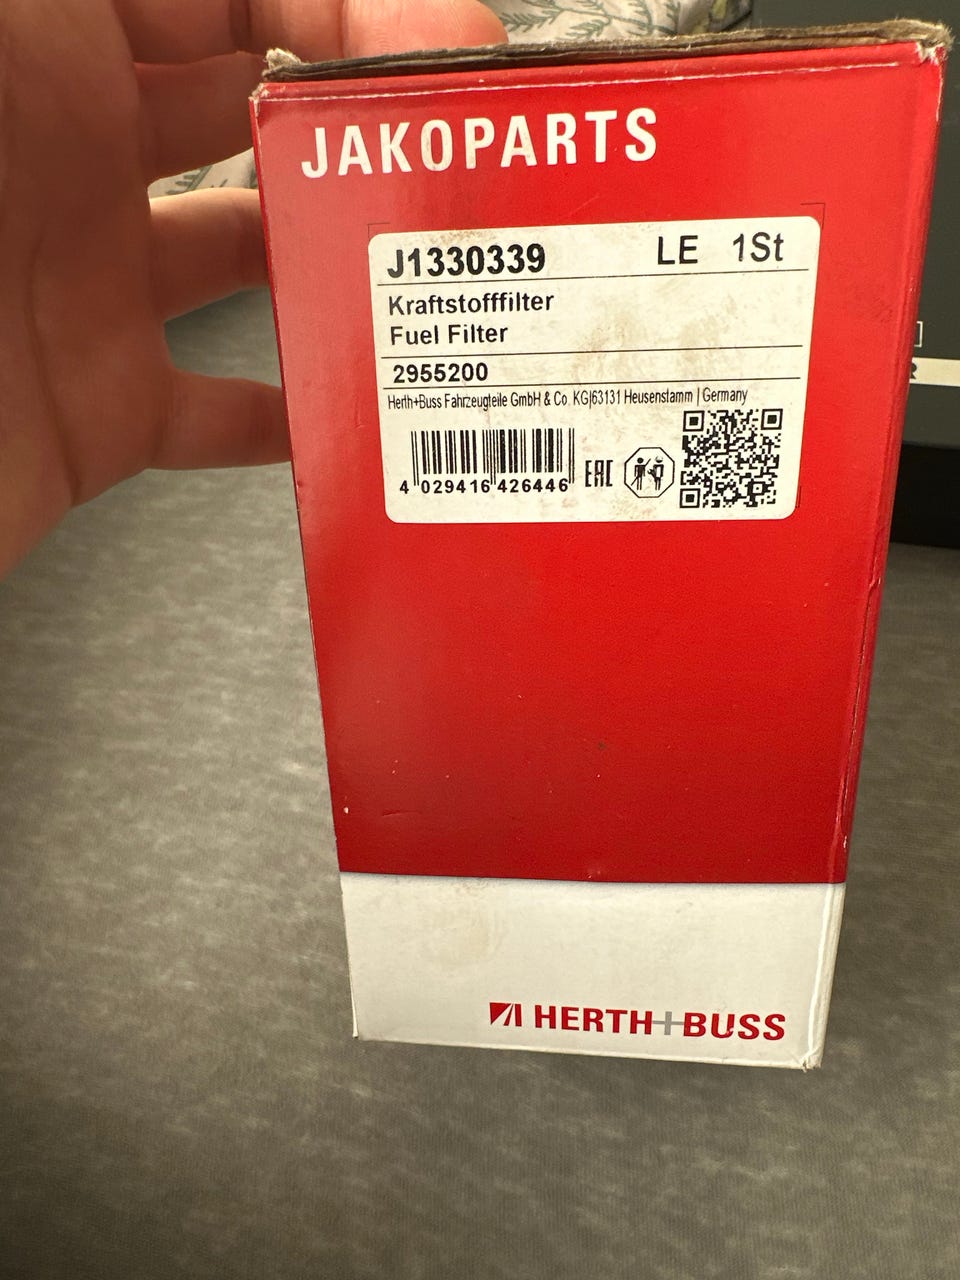 JAKOPARTS
J1330339 LE 1St
Kraftstofffilter
Fuel Filter
2955200
Herth+Buss Fahrzeugteile GmbH & Co. KG|63131 Heusenstamm | Germany
4 029416 426446
EAC
HERTH+BUSS